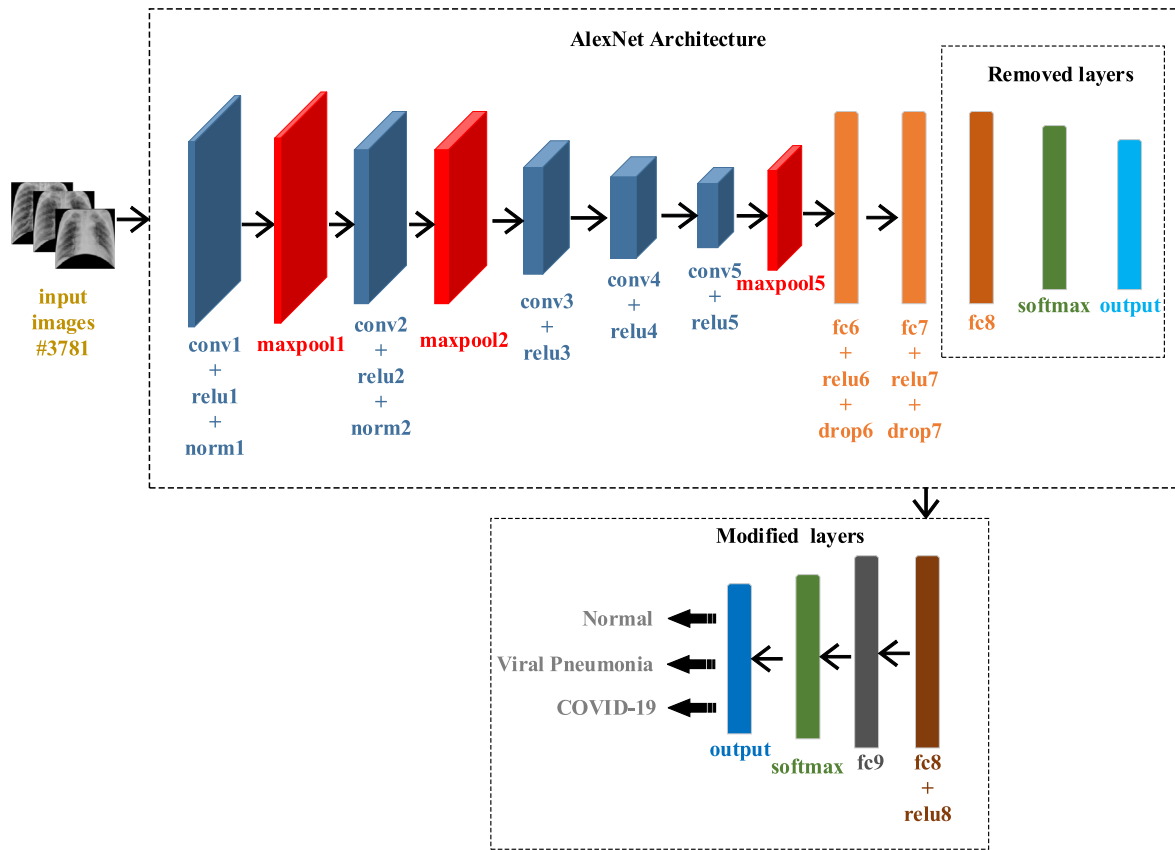 AlexNet Architecture
Removed layers
input
images
#3781
conv1
+
relu1
+
norm1
maxpool1
conv2
+
relu2
+
norm2
maxpool2
conv3
+
relu3
conv4
+
relu4
conv5
+
relu5
maxpool5
fc6
+
relu6
+
drop6
fc7
+
relu7
+
drop7
fc8
softmax
output
Modified layers
Normal
Viral Pneumonia
COVID-19
output
softmax
fc9
fc8
+
relu8